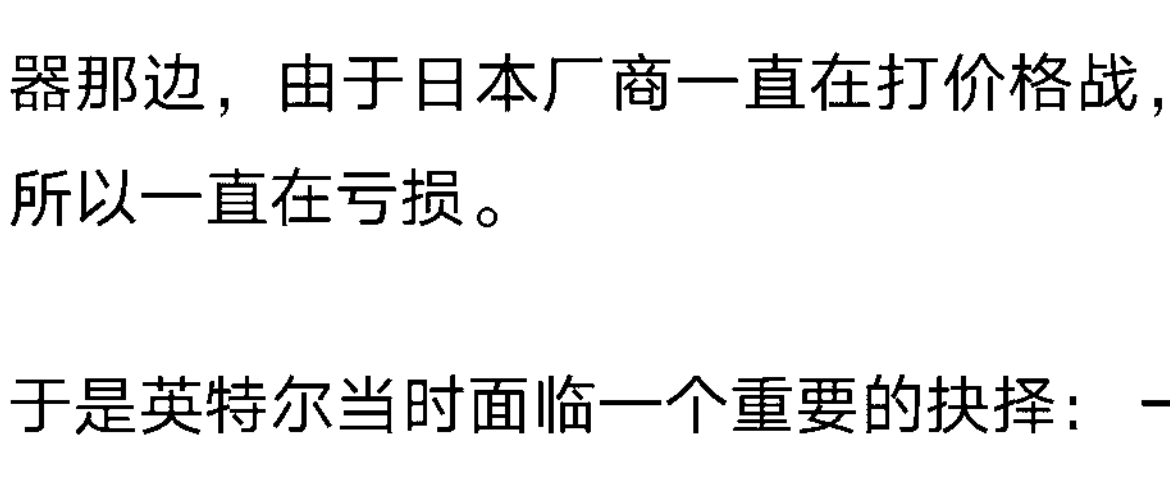 器那边，由于日本厂商一直在打价格战，
所以一直在亏损。
于是英特尔当时面临一个重要的抉择：一